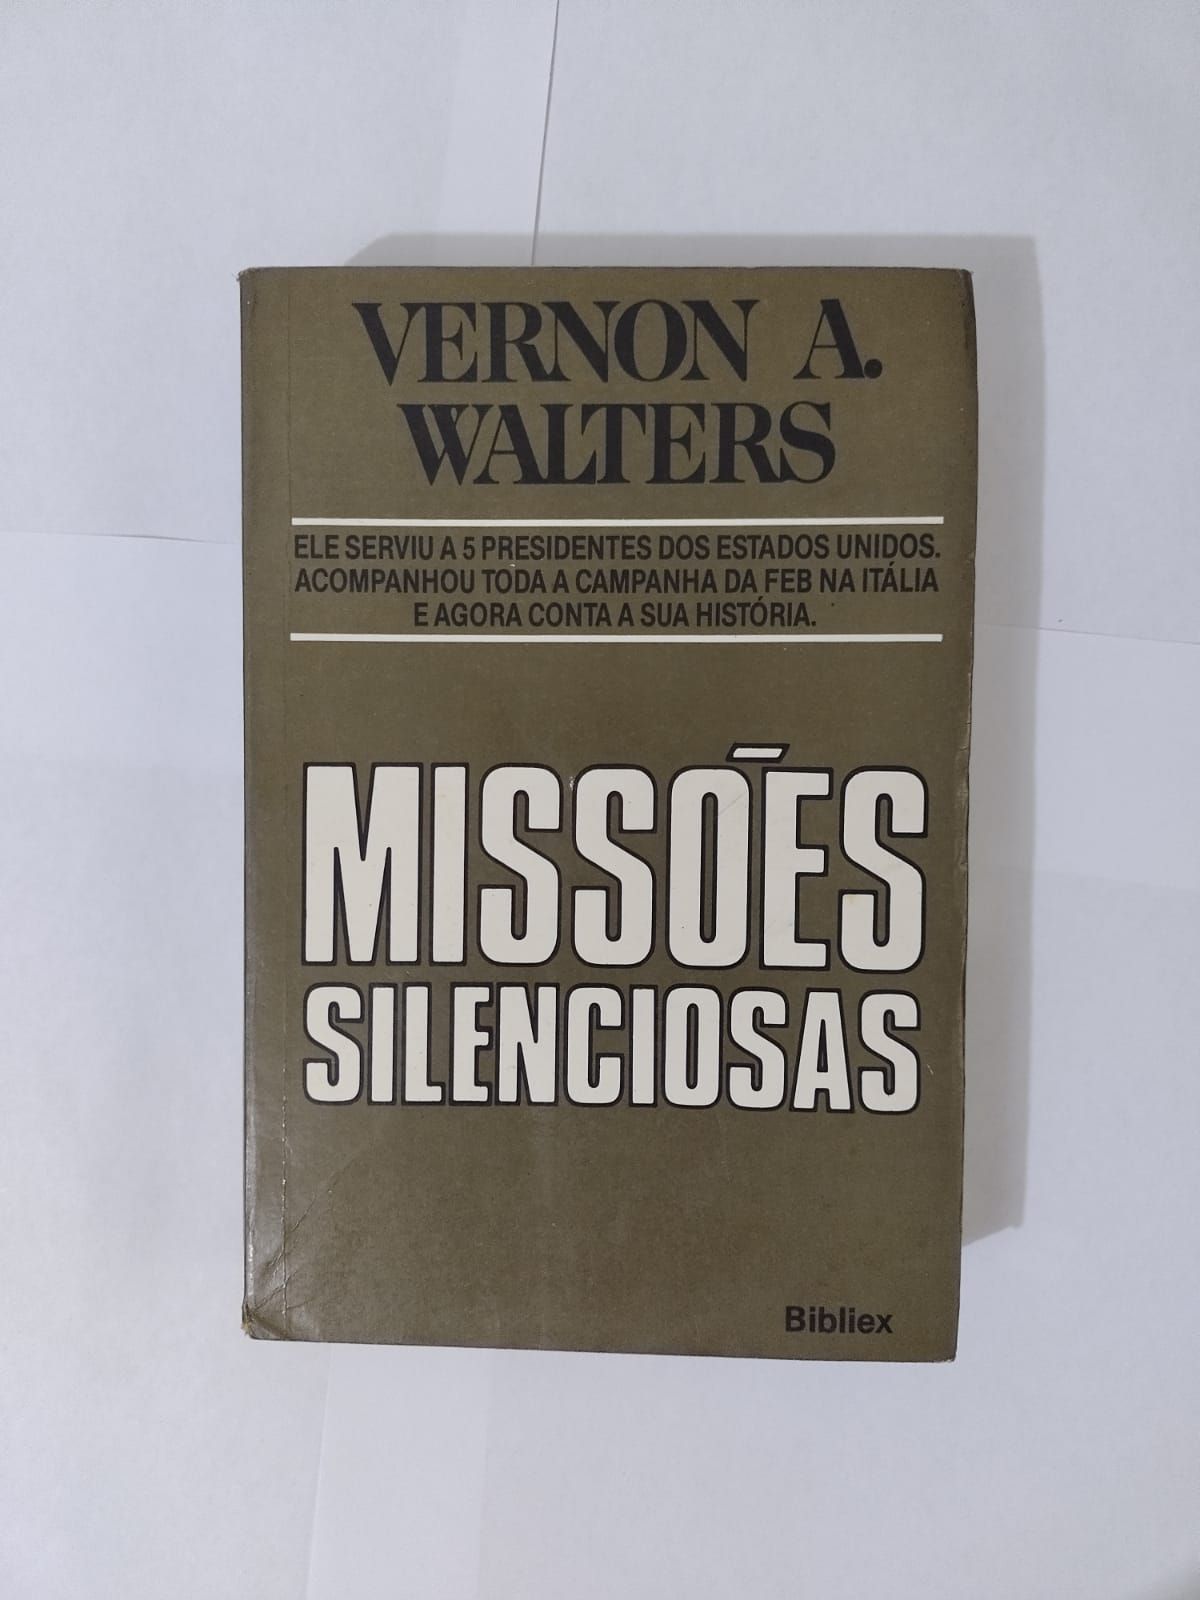 VERNON A.
WALTERS
ELE SERVIU A 5 PRESIDENTES DOS ESTADOS UNIDOS.
ACOMPANHOU TODA A CAMPANHA DA FEB NA ITÁLIA
E AGORA CONTA A SUA HISTÓRIA.
MISSÕES
SILENCIOSAS
Bibliex